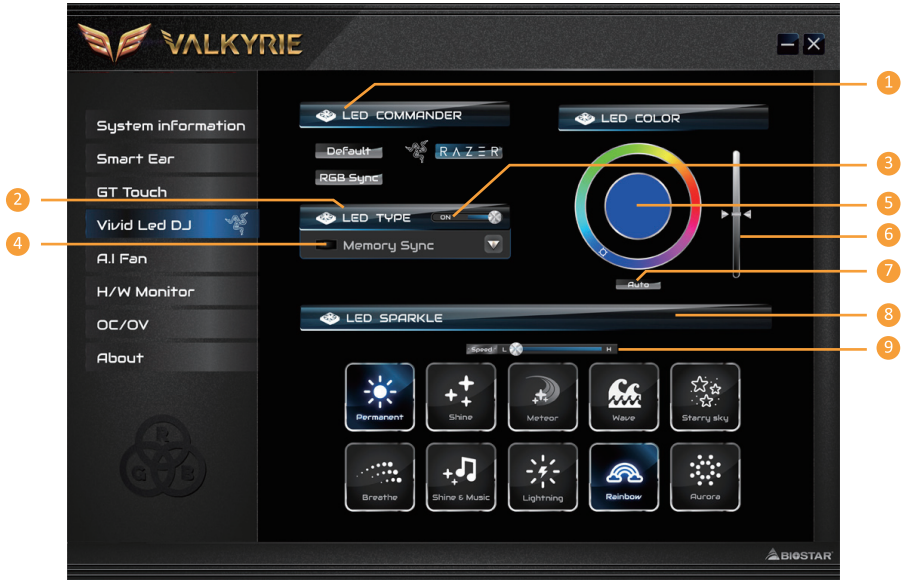 VALKYRIE
1
LED COMMANDER
LED COLOR
System information
Default
RAZER
Smart Ear
3
RGB Sync
GT Touch
2
5
LED TYPE
ON
Vivid Led DJ
6
4
Memory Sync
A.I Fan
7
Auto
H/W Monitor
8
LED SPARKLE
OC/OV
9
Speed
L
H
About
Permanent
Shine
Meteor
Wave
Starry sky
R
G
B
Breathe
Shine & Music
Lightning
Rainbow
Aurora
BIOSTAR